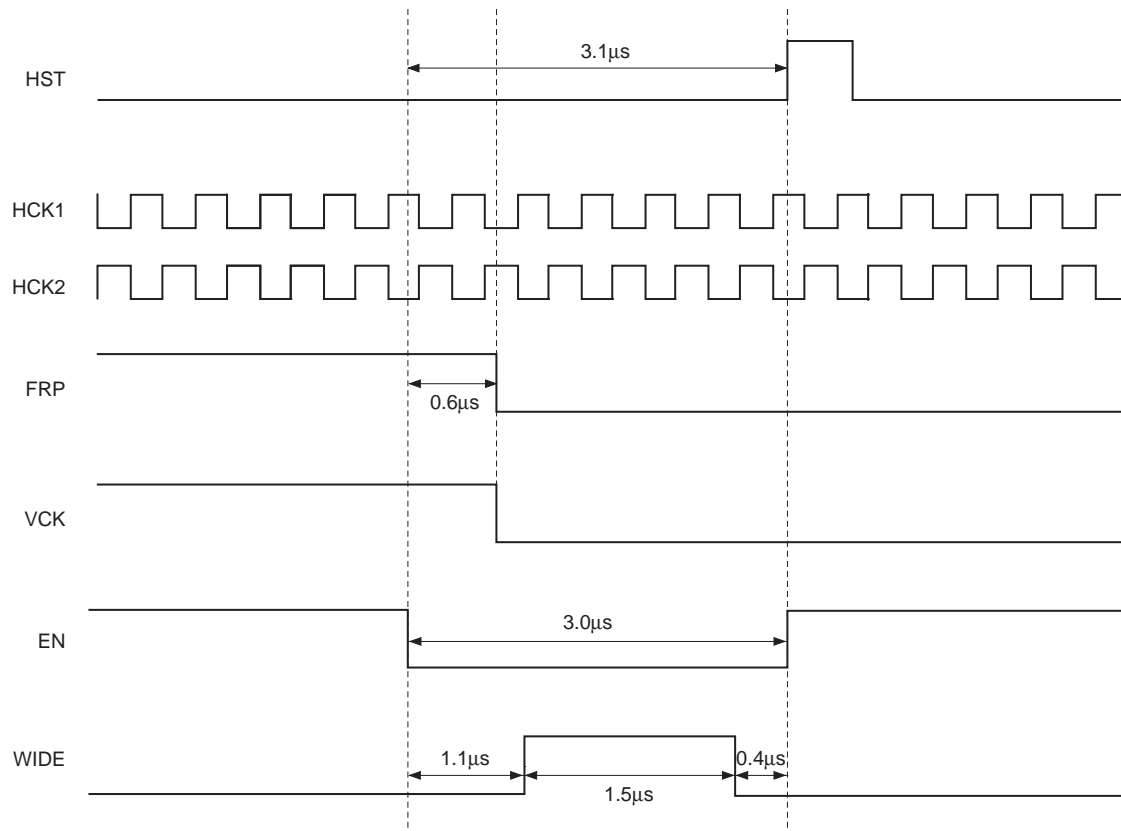 3.1μs
HST
HCK1
HCK2
FRP
0.6μs
VCK
3.0μs
EN
WIDE
1.1μs
0.4μs
1.5μs